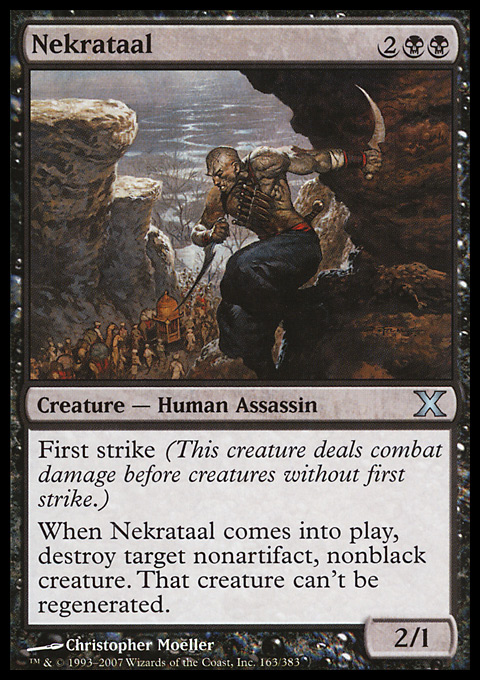 Nekrataal 2
Creature — Human Assassin X
First strike (This creature deals combat
damage before creatures without first
strike.)
When Nekrataal comes into play,
destroy target nonartifact, nonblack
creature. That creature can't be
regenerated.
2/1
Christopher Moeller
™ & © 1993–2007 Wizards of the Coast, Inc. 163/383